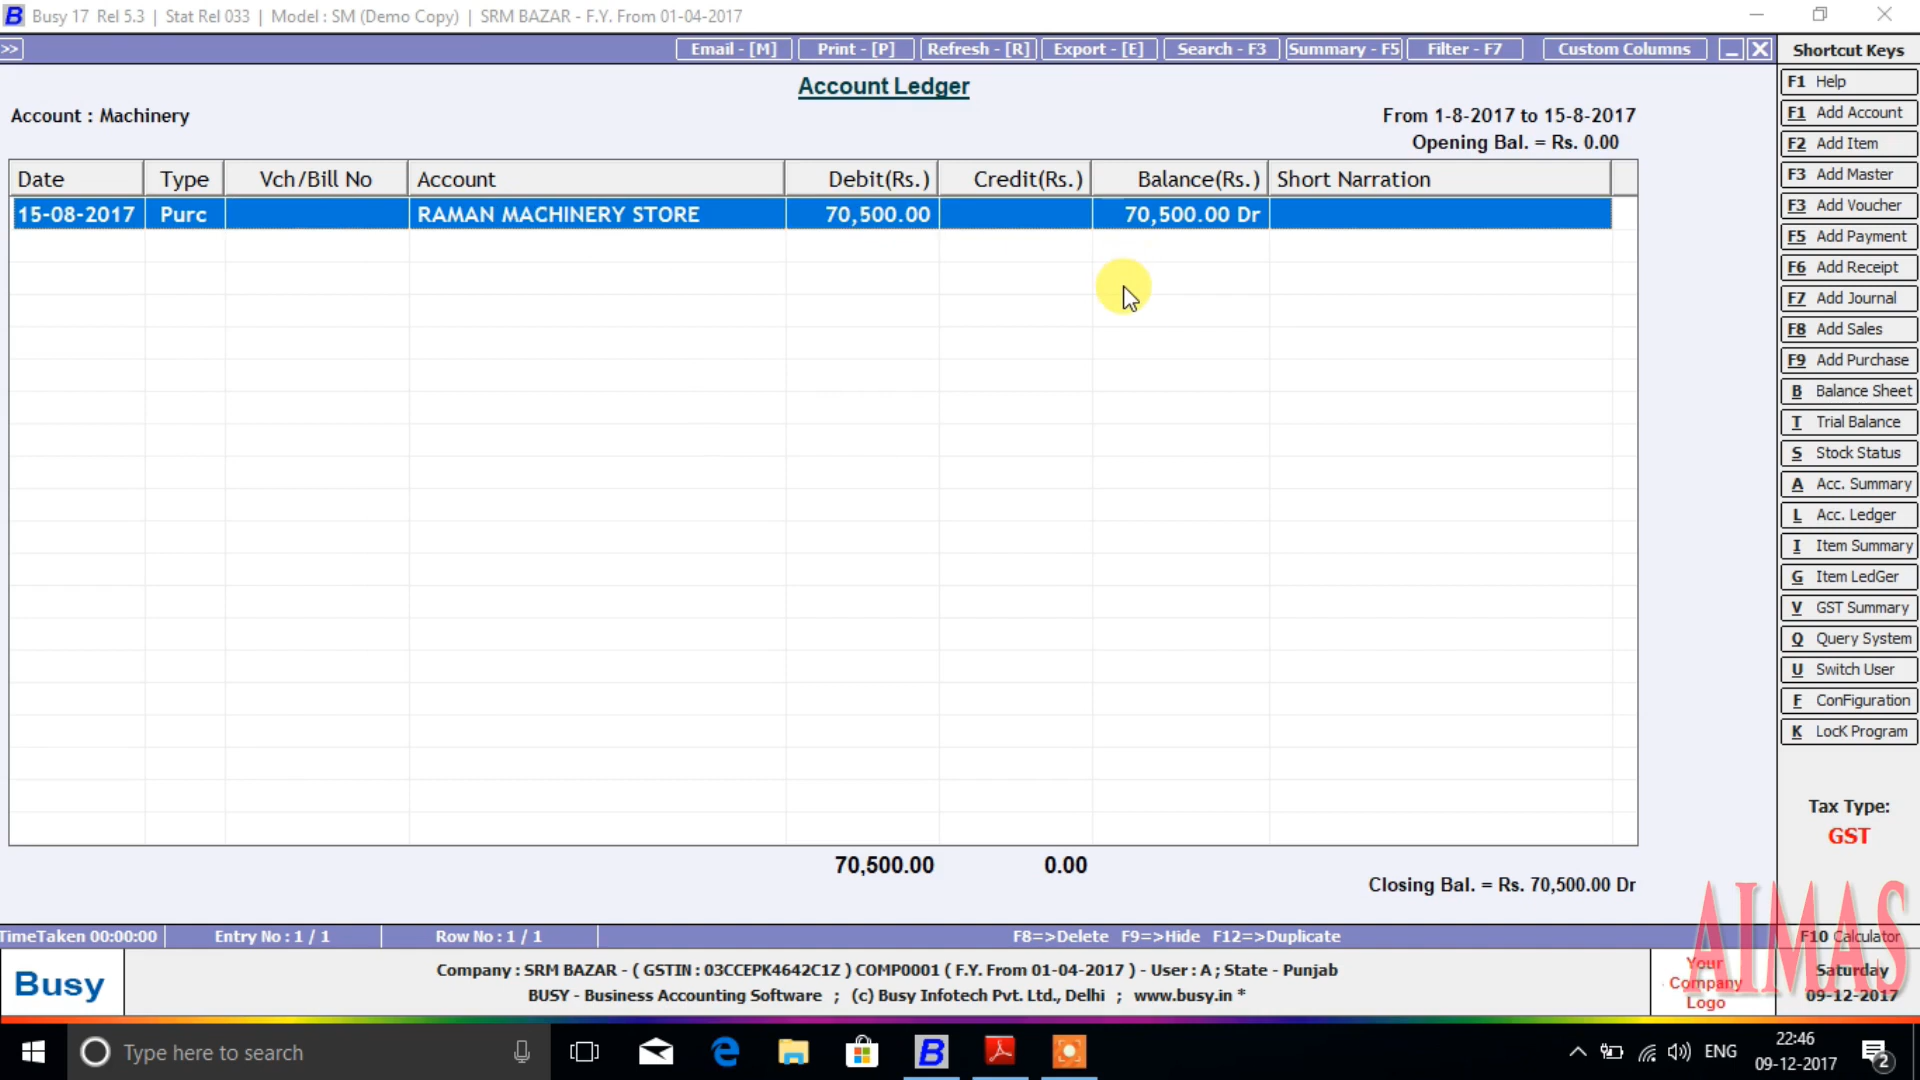 B Busy 17 Rel 5.3 | Stat Rel 033 | Model : SM (Demo Copy) | SRM BAZAR - F.Y. From 01-04-2017
>> Email - [M] Print - [P] Refresh - [R] Export - [E] Search - F3 Summary - F5 Filter - F7 Custom Columns _ X
Account Ledger
Account : Machinery
From 1-8-2017 to 15-8-2017
Opening Bal. = Rs. 0.00
Date Type Vch/Bill No Account Debit(Rs.) Credit(Rs.) Balance(Rs.) Short Narration
15-08-2017 Purc RAMAN MACHINERY STORE 70,500.00 70,500.00 Dr
70,500.00 0.00
Closing Bal. = Rs. 70,500.00 Dr
Shortcut Keys
F1 Help
F1 Add Account
F2 Add Item
F3 Add Master
F3 Add Voucher
F5 Add Payment
F6 Add Receipt
F7 Add Journal
F8 Add Sales
F9 Add Purchase
B Balance Sheet
T Trial Balance
S Stock Status
A Acc. Summary
L Acc. Ledger
I Item Summary
G Item LedGer
V GST Summary
Q Query System
U Switch User
F ConFiguration
K LocK Program
Tax Type:
GST
AIMAS
TimeTaken 00:00:00 Entry No : 1 / 1 Row No : 1 / 1 F8=>Delete F9=>Hide F12=>Duplicate
F10 Calculator
Busy
Company : SRM BAZAR - ( GSTIN : 03CCEPK4642C1Z ) COMP0001 ( F.Y. From 01-04-2017 ) - User : A ; State - Punjab
BUSY - Business Accounting Software ; (c) Busy Infotech Pvt. Ltd., Delhi ; www.busy.in *
Your
Company
Logo
Saturday
09-12-2017
Type here to search
B
ENG
22:46
09-12-2017
2